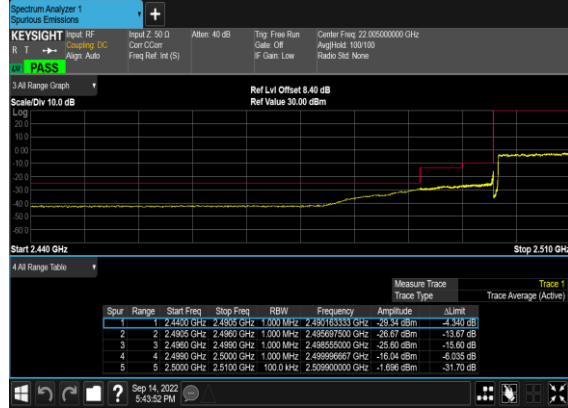 Spectrum Analyzer 1
Spurious Emissions
+
KEYSIGHT Input: RF Input Z: 50 Ω Atten: 40 dB Trig: Free Run Center Freq: 22.005000000 GHz
R T Coupling: DC Corr CCorr Gate: Off Avg|Hold: 100/100
Align: Auto Freq Ref: Int (S) IF Gain: Low Radio Std: None
PASS
3 All Range Graph
Ref Lvl Offset 8.40 dB
Scale/Div 10.0 dB Ref Value 30.00 dBm
Log
20.0
10.0
0.00
-10.0
-20.0
-30.0
-40.0
-50.0
-60.0
Start 2.440 GHz Stop 2.510 GHz
4 All Range Table
Measure Trace Trace 1
Trace Type Trace Average (Active)
Spur Range Start Freq Stop Freq RBW Frequency Amplitude ΔLimit
1 1 2.4400 GHz 2.4905 GHz 1.000 MHz 2.490163333 GHz -29.34 dBm -4.340 dB
2 2 2.4905 GHz 2.4960 GHz 1.000 MHz 2.495697500 GHz -26.67 dBm -13.67 dB
3 3 2.4960 GHz 2.4990 GHz 1.000 MHz 2.498555000 GHz -25.60 dBm -15.60 dB
4 4 2.4990 GHz 2.5000 GHz 1.000 MHz 2.499996667 GHz -16.04 dBm -6.035 dB
5 5 2.5000 GHz 2.5100 GHz 100.0 kHz 2.509900000 GHz -1.696 dBm -31.70 dB
? Sep 14, 2022
5:43:52 PM